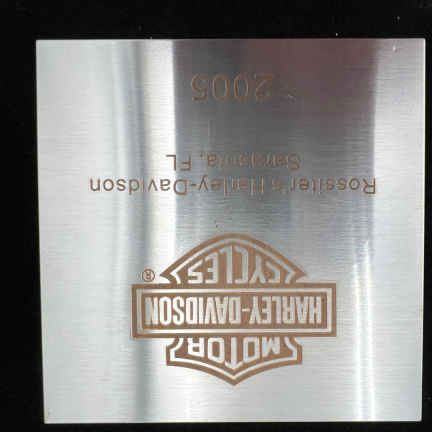 MOTOR
HARLEY-DAVIDSON
CYCLES
®
Rossiter's Harley-Davidson
Sarasota, FL
2005